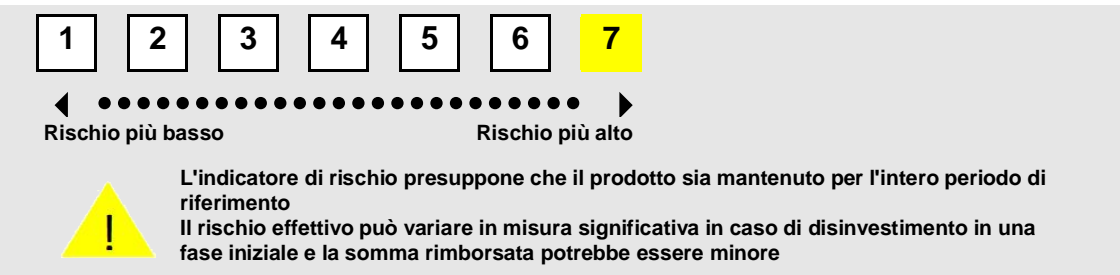 1 2 3 4 5 6 7
Rischio più basso Rischio più alto
L'indicatore di rischio presuppone che il prodotto sia mantenuto per l'intero periodo di
riferimento
Il rischio effettivo può variare in misura significativa in caso di disinvestimento in una
fase iniziale e la somma rimborsata potrebbe essere minore
!